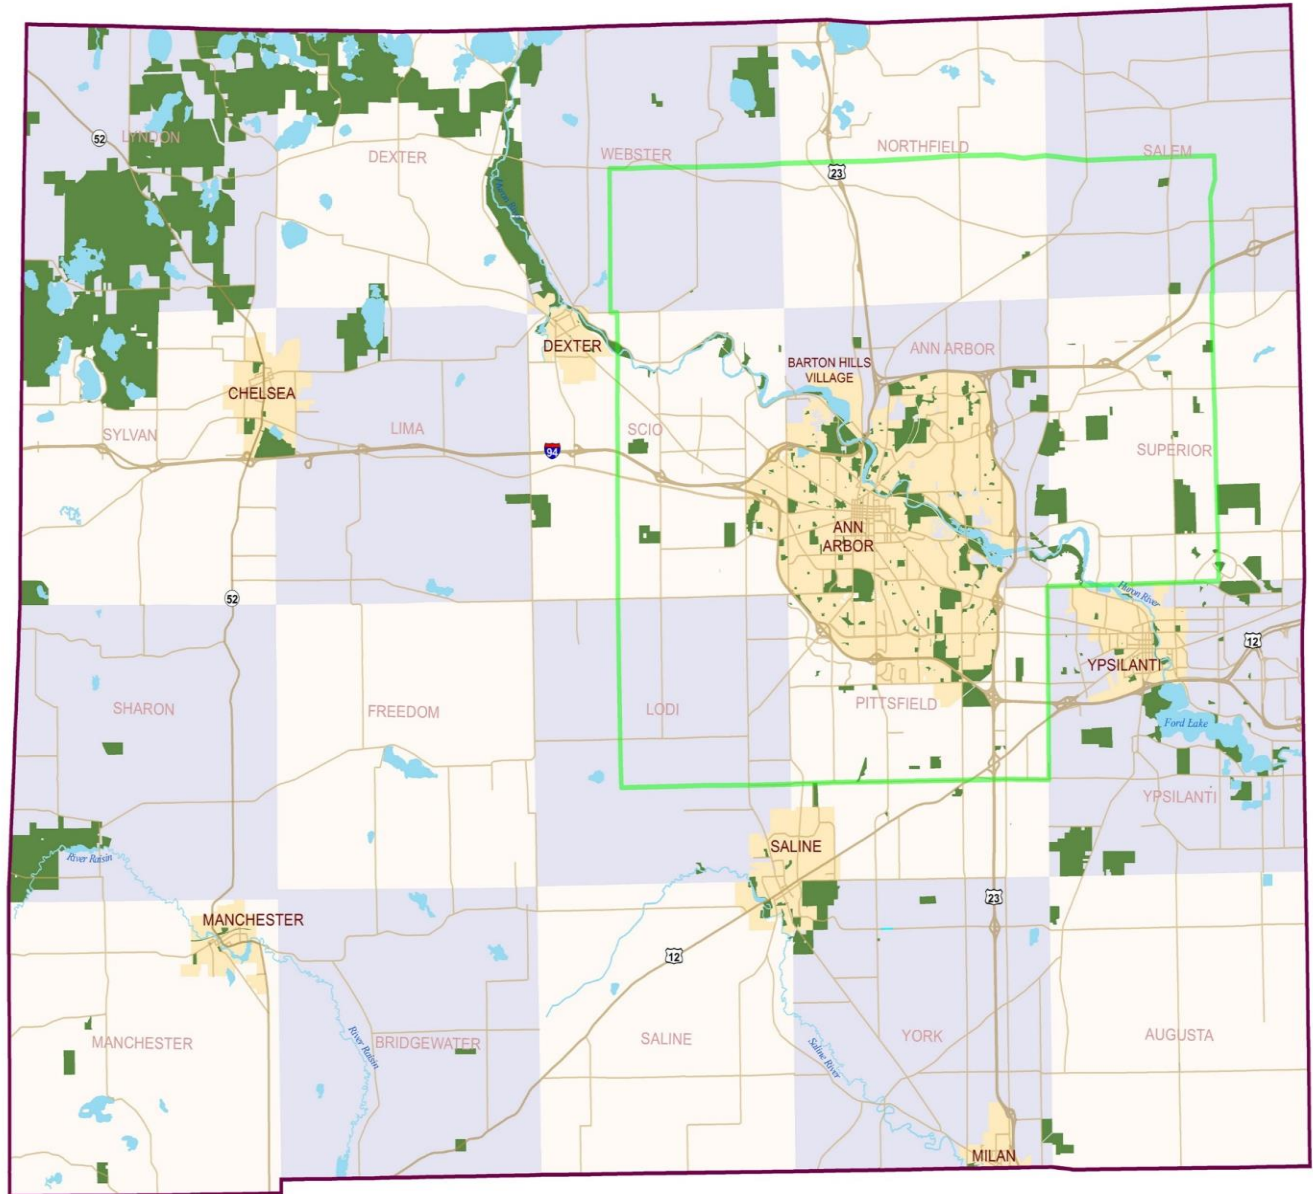 52
LYNDON
DEXTER
WEBSTER
NORTHFIELD
SALEM
23
Huron River
DEXTER
BARTON HILLS
VILLAGE
ANN ARBOR
CHELSEA
SYLVAN
LIMA
94
SCIO
SUPERIOR
ANN
ARBOR
52
Huron River
12
YPSILANTI
SHARON
FREEDOM
LODI
PITTSFIELD
Ford Lake
YPSILANTI
SALINE
River Raisin
MANCHESTER
23
12
River Raisin
MANCHESTER
BRIDGEWATER
SALINE
Saline River
YORK
AUGUSTA
MILAN